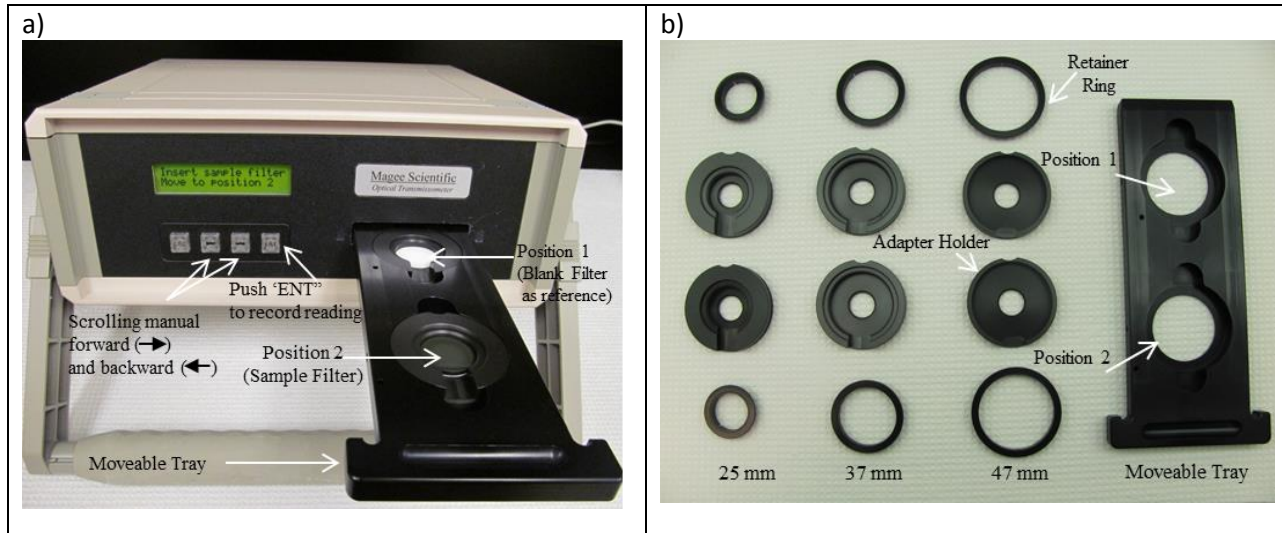 a)
Insert sample filter
Move to position 2
Magee Scientific
Optical Transmissometer
Position 1
(Blank Filter
as reference)
Push ‘ENT”
to record reading
Scrolling manual
forward (→)
and backward (←)
Position 2
(Sample Filter)
Moveable Tray
b)
Retainer
Ring
Position 1
Adapter Holder
Position 2
25 mm
37 mm
47 mm
Moveable Tray